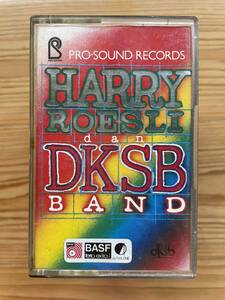 PRO-SOUND RECORDS
HARRY
ROESLI
dan
DKSB
BAND
BASF